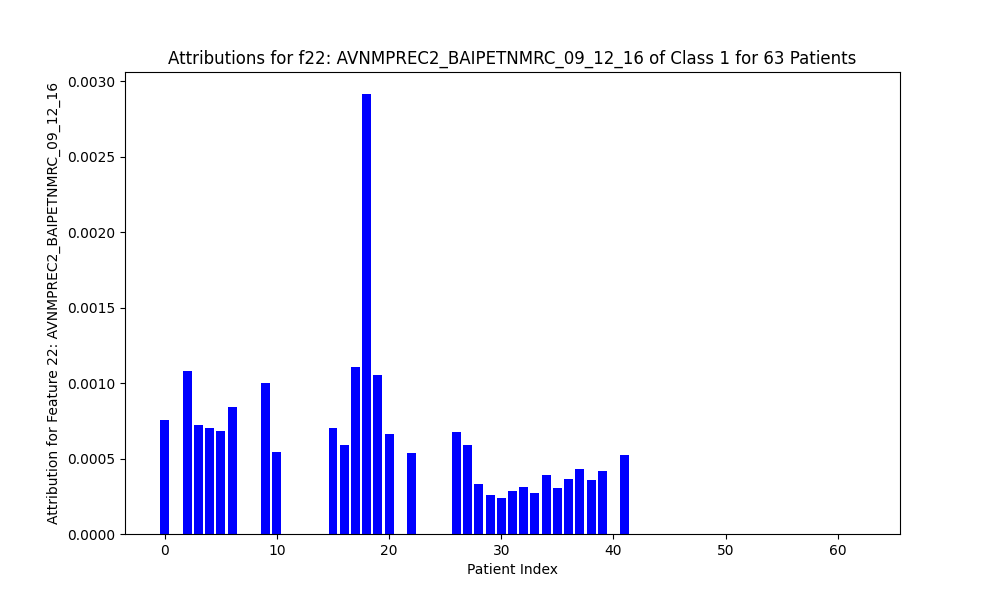 Attributions for f22: AVNMPREC2_BAIPETNMRC_09_12_16 of Class 1 for 63 Patients
Attribution for Feature 22: AVNMPREC2_BAIPETNMRC_09_12_16
0.0030
0.0025
0.0020
0.0015
0.0010
0.0005
0.0000
0 10 20 30 40 50 60
Patient Index